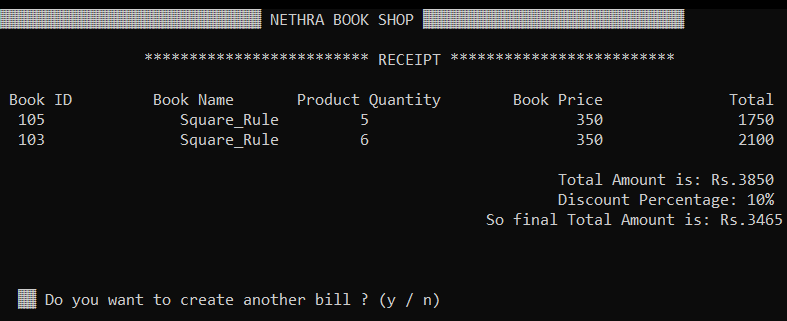 NETHRA BOOK SHOP
************************* RECEIPT *************************
Book ID Book Name Product Quantity Book Price Total
105 Square_Rule 5 350 1750
103 Square_Rule 6 350 2100
Total Amount is: Rs.3850
Discount Percentage: 10%
So final Total Amount is: Rs.3465
Do you want to create another bill ? (y / n)